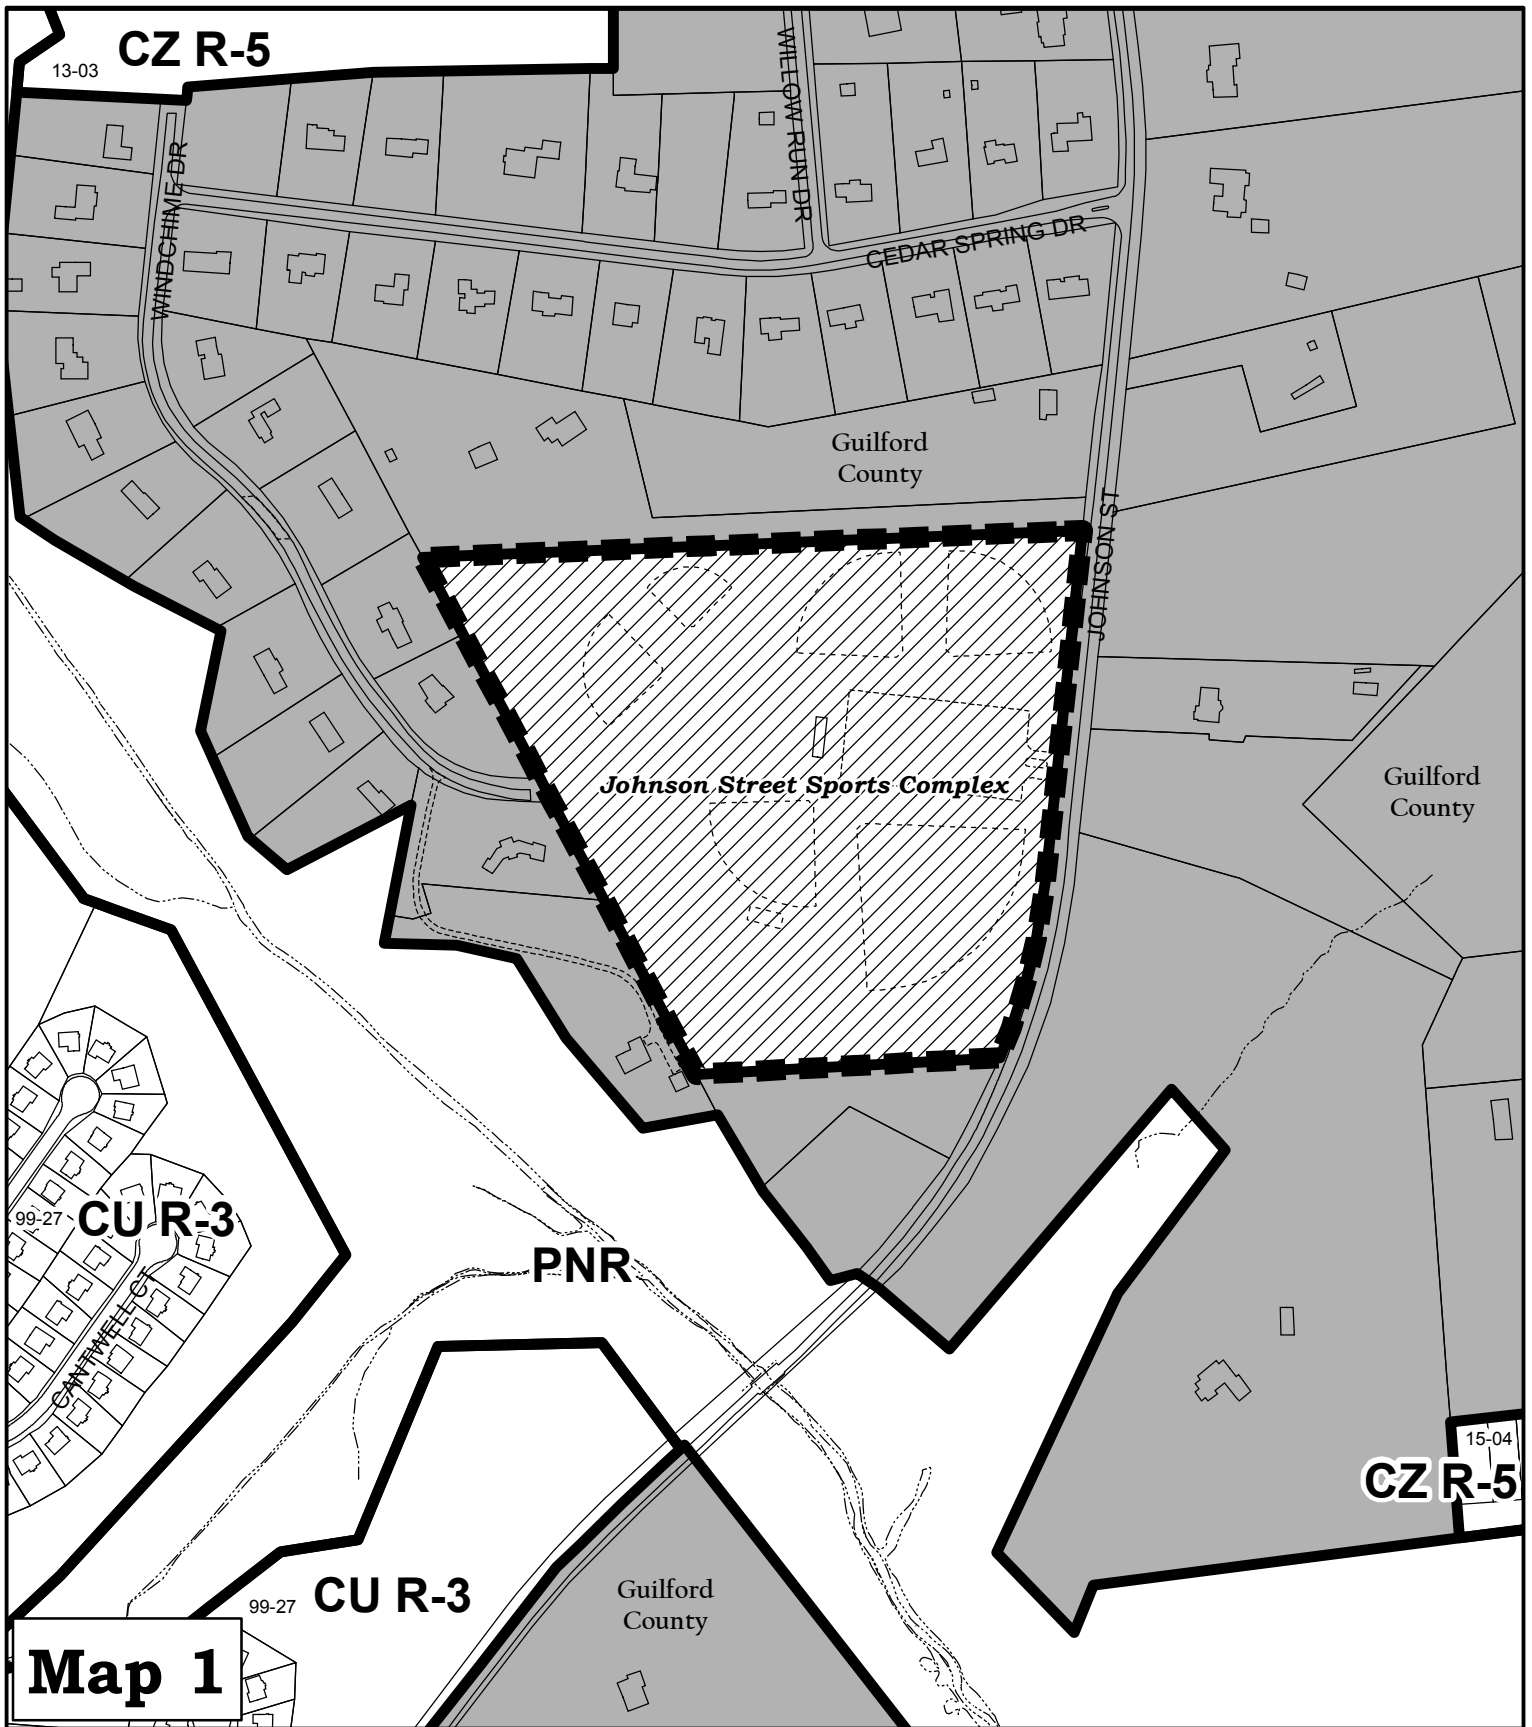 CZ R-5
13-03
WILLOW RUN DR
WINDCHIME DR
CEDAR SPRING DR
Guilford
County
JOHNSON ST
Johnson Street Sports Complex
Guilford
County
99-27
CU R-3
PNR
CANTWELL CT
15-04
CZ R-5
99-27
CU R-3
Guilford
County
Map 1